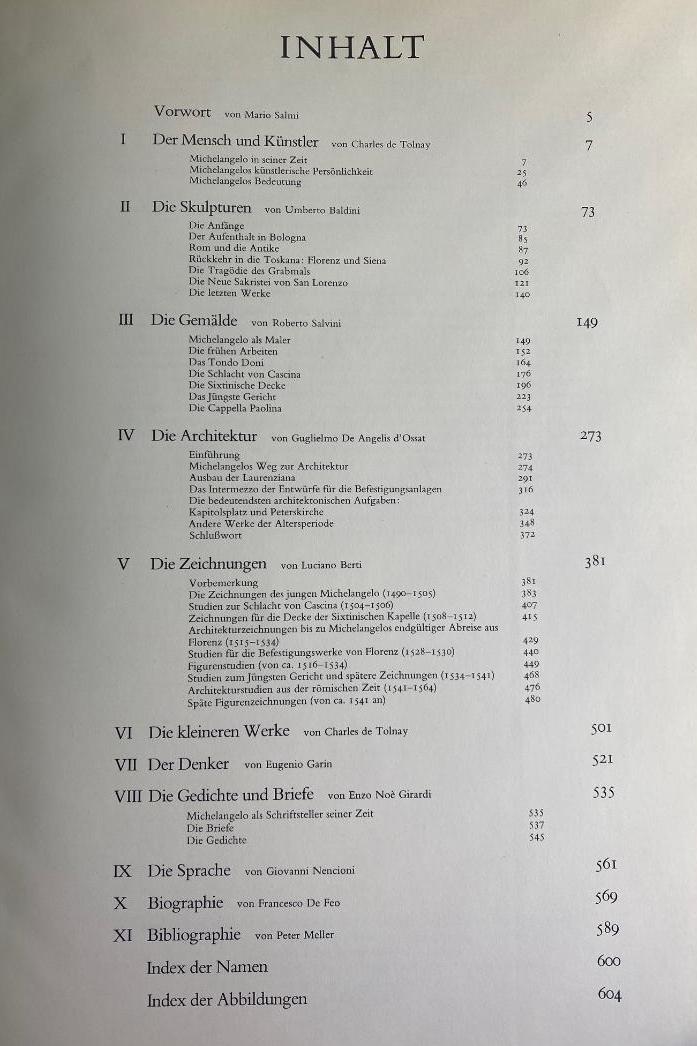 INHALT
Vorwort von Mario Salmi 5
I Der Mensch und Künstler von Charles de Tolnay 7
Michelangelo in seiner Zeit 7
Michelangelos künstlerische Persönlichkeit 25
Michelangelos Bedeutung 46
II Die Skulpturen von Umberto Baldini 73
Die Anfänge 73
Der Aufenthalt in Bologna 85
Rom und die Antike 87
Rückkehr in die Toskana: Florenz und Siena 92
Die Tragödie des Grabmals 106
Die Neue Sakristei von San Lorenzo 121
Die letzten Werke 140
III Die Gemälde von Roberto Salvini 149
Michelangelo als Maler 149
Die frühen Arbeiten 152
Das Tondo Doni 164
Die Schlacht von Cascina 176
Die Sixtinische Decke 196
Das Jüngste Gericht 223
Die Cappella Paolina 254
IV Die Architektur von Guglielmo De Angelis d'Ossat 273
Einführung 273
Michelangelos Weg zur Architektur 274
Ausbau der Laurenziana 291
Das Intermezzo der Entwürfe für die Befestigungsanlagen 316
Die bedeutendsten architektonischen Aufgaben:
Kapitolsplatz und Peterskirche 324
Andere Werke der Altersperiode 348
Schlußwort 372
V Die Zeichnungen von Luciano Berti 381
Vorbemerkung 381
Die Zeichnungen des jungen Michelangelo (1490–1505) 383
Studien zur Schlacht von Cascina (1504–1506) 407
Zeichnungen für die Decke der Sixtinischen Kapelle (1508–1512) 415
Architekturzeichnungen bis zu Michelangelos endgültiger Abreise aus
Florenz (1515–1534) 429
Studien für die Befestigungswerke von Florenz (1528–1530) 440
Figurenstudien (von ca. 1516–1534) 449
Studien zum Jüngsten Gericht und spätere Zeichnungen (1534–1541) 468
Architekturstudien aus der römischen Zeit (1541–1564) 476
Späte Figurenzeichnungen (von ca. 1541 an) 480
VI Die kleineren Werke von Charles de Tolnay 501
VII Der Denker von Eugenio Garin 521
VIII Die Gedichte und Briefe von Enzo Noè Girardi 535
Michelangelo als Schriftsteller seiner Zeit 535
Die Briefe 537
Die Gedichte 545
IX Die Sprache von Giovanni Nencioni 561
X Biographie von Francesco De Feo 569
XI Bibliographie von Peter Meller 589
Index der Namen 600
Index der Abbildungen 604